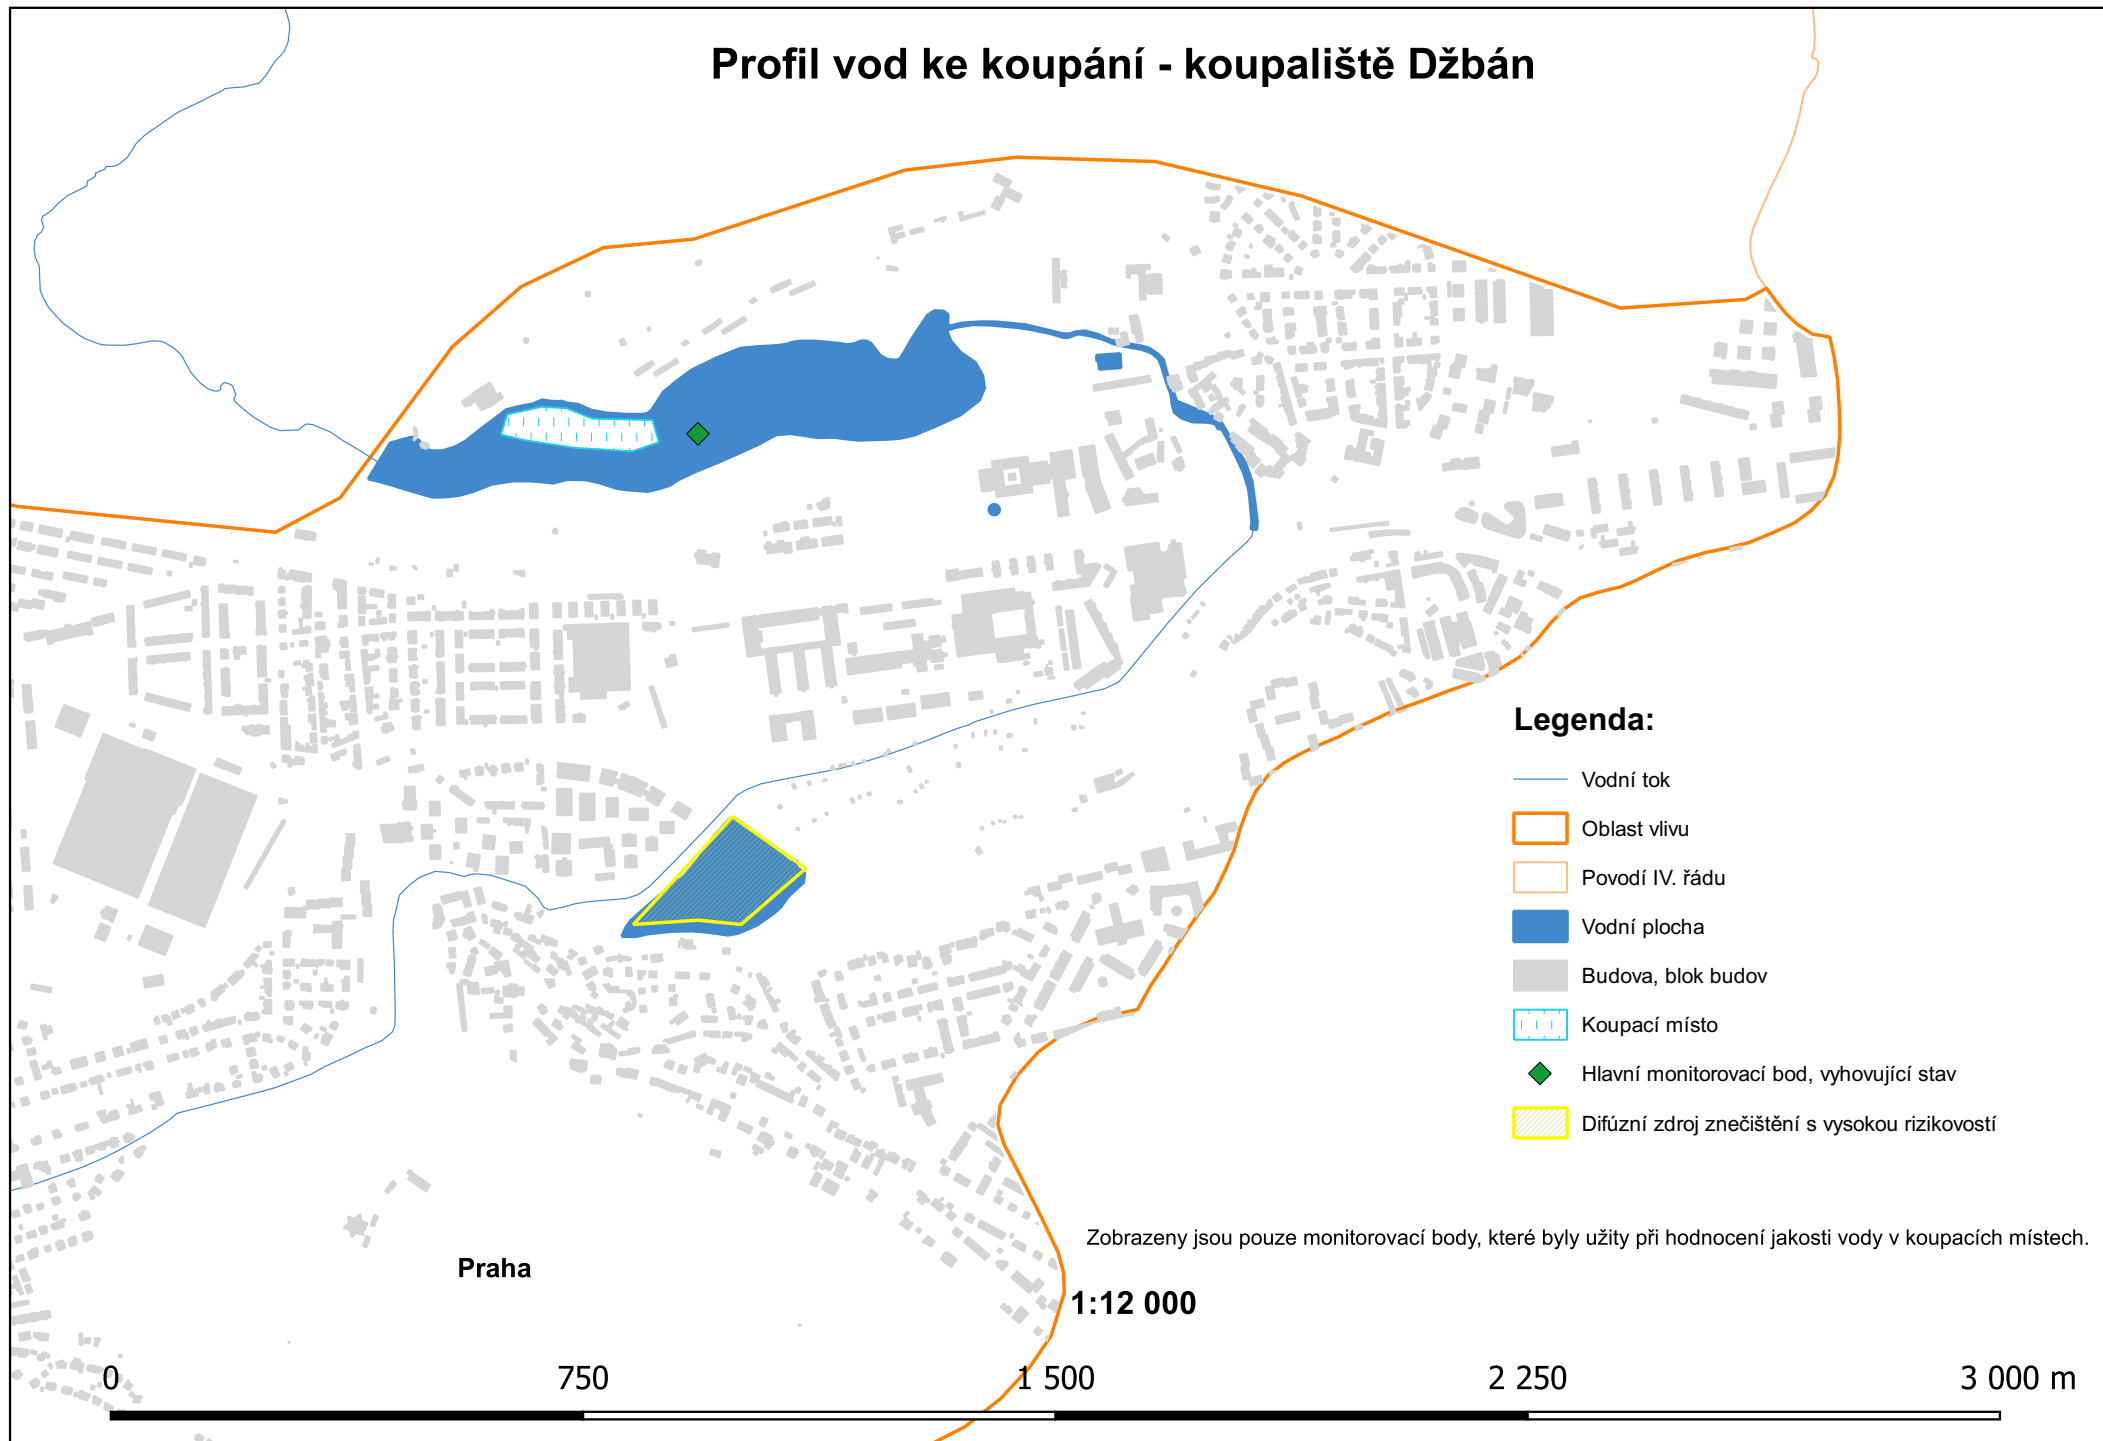 Profil vod ke koupání - koupaliště Džbán
Legenda:
Vodní tok
Oblast vlivu
Povodí IV. řádu
Vodní plocha
Budova, blok budov
Koupací místo
Hlavní monitorovací bod, vyhovující stav
Difúzní zdroj znečištění s vysokou rizikovostí
Zobrazeny jsou pouze monitorovací body, které byly užity při hodnocení jakosti vody v koupacích místech.
Praha
1:12 000
0 750 1 500 2 250 3 000 m